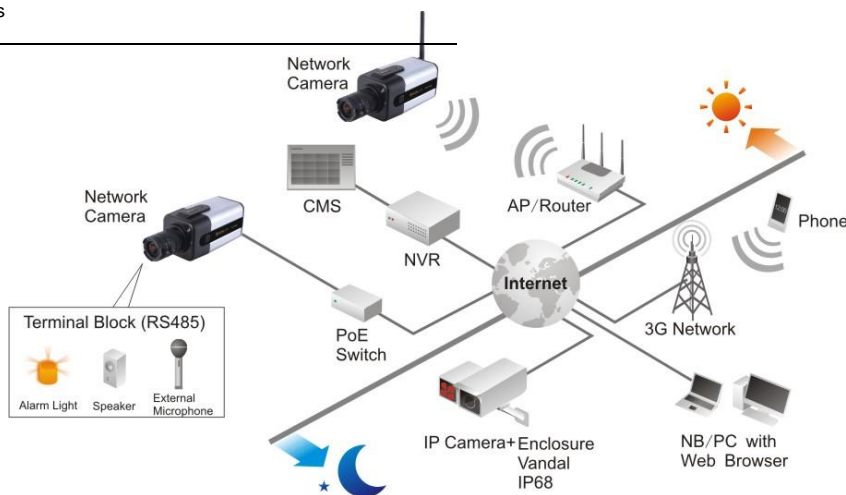 s
Network
Camera
CMS
NVR
AP/Router
Phone
Network
Camera
Internet
3G Network
Terminal Block (RS485)
Alarm Light
Speaker
External
Microphone
PoE
Switch
IP Camera+ Enclosure
Vandal
IP68
NB/PC with
Web Browser